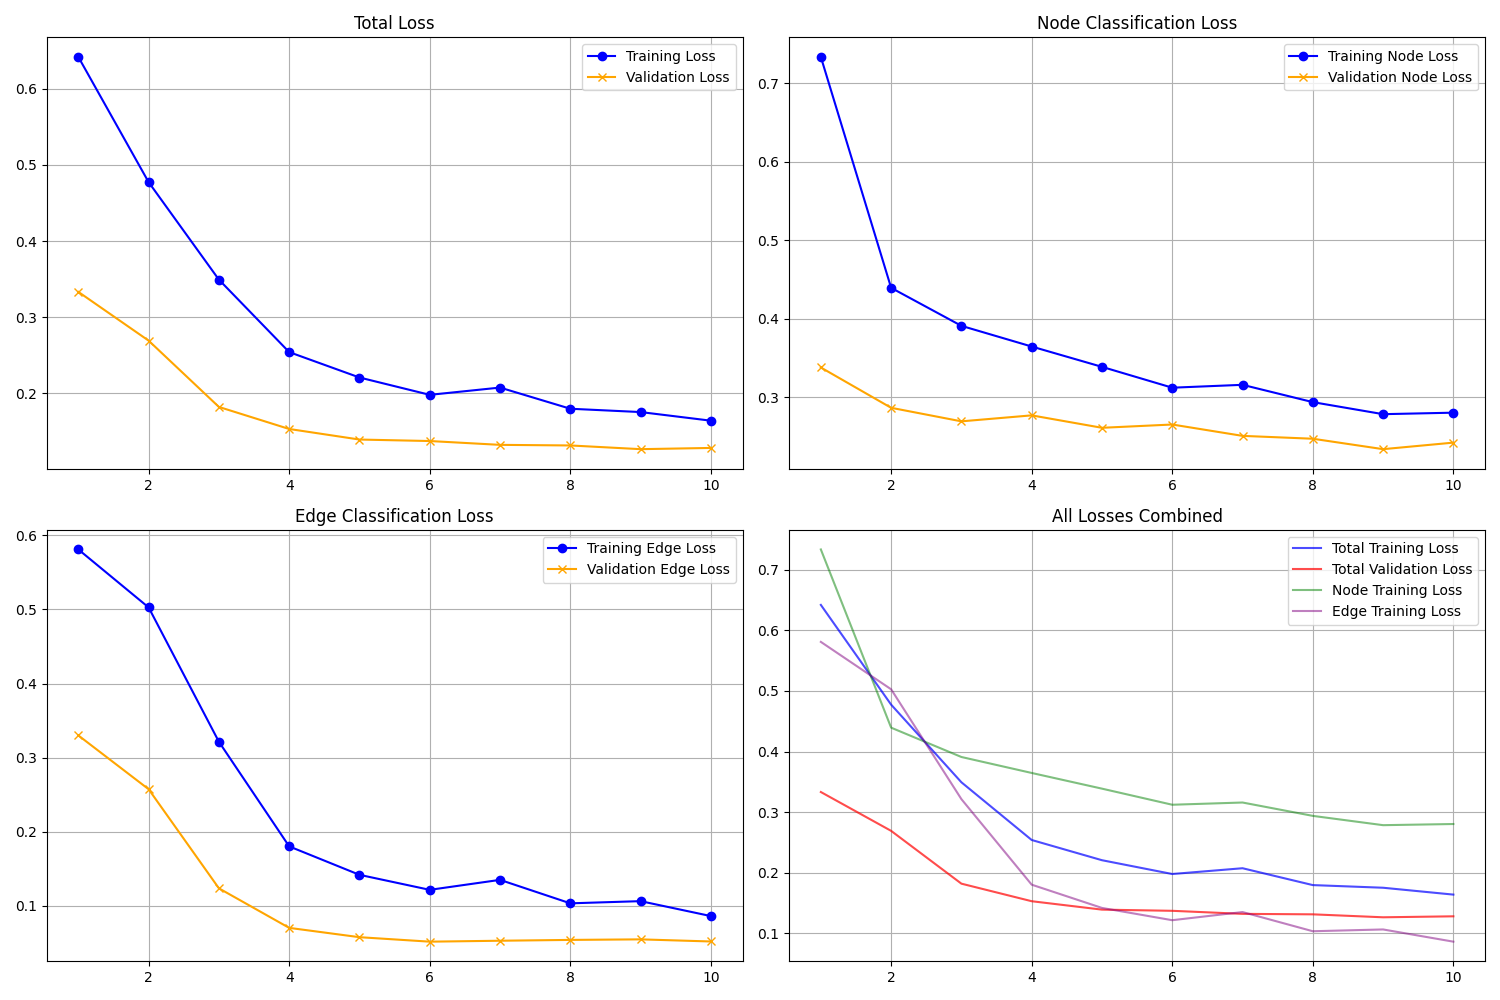 Total Loss
Training Loss
Validation Loss
0.6
0.5
0.4
0.3
0.2
2 4 6 8 10
Node Classification Loss
Training Node Loss
Validation Node Loss
0.7
0.6
0.5
0.4
0.3
2 4 6 8 10
Edge Classification Loss
Training Edge Loss
Validation Edge Loss
0.6
0.5
0.4
0.3
0.2
0.1
2 4 6 8 10
All Losses Combined
Total Training Loss
Total Validation Loss
Node Training Loss
Edge Training Loss
0.7
0.6
0.5
0.4
0.3
0.2
0.1
2 4 6 8 10